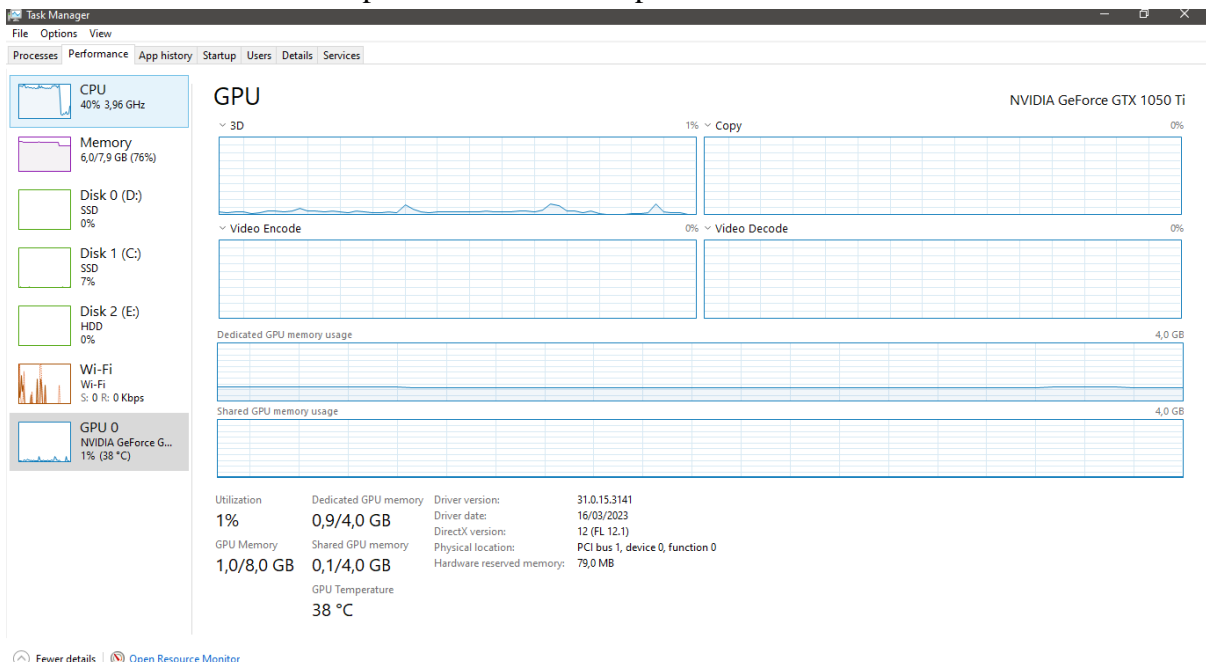 Task Manager
File Options View
Processes Performance App history Startup Users Details Services
CPU
40% 3,96 GHz
Memory
6,0/7,9 GB (76%)
Disk 0 (D:)
SSD
0%
Disk 1 (C:)
SSD
7%
Disk 2 (E:)
HDD
0%
Wi-Fi
Wi-Fi
S: 0 R: 0 Kbps
GPU 0
NVIDIA GeForce G...
1% (38 °C)
GPU NVIDIA GeForce GTX 1050 Ti
3D 1% Copy 0%
Video Encode 0% Video Decode 0%
Dedicated GPU memory usage 4,0 GB
Shared GPU memory usage 4,0 GB
Utilization
1%
Dedicated GPU memory
0,9/4,0 GB
GPU Memory
1,0/8,0 GB
Shared GPU memory
0,1/4,0 GB
GPU Temperature
38 °C
Driver version: 31.0.15.3141
Driver date: 16/03/2023
DirectX version: 12 (FL 12.1)
Physical location: PCI bus 1, device 0, function 0
Hardware reserved memory: 79,0 MB
Fewer details Open Resource Monitor